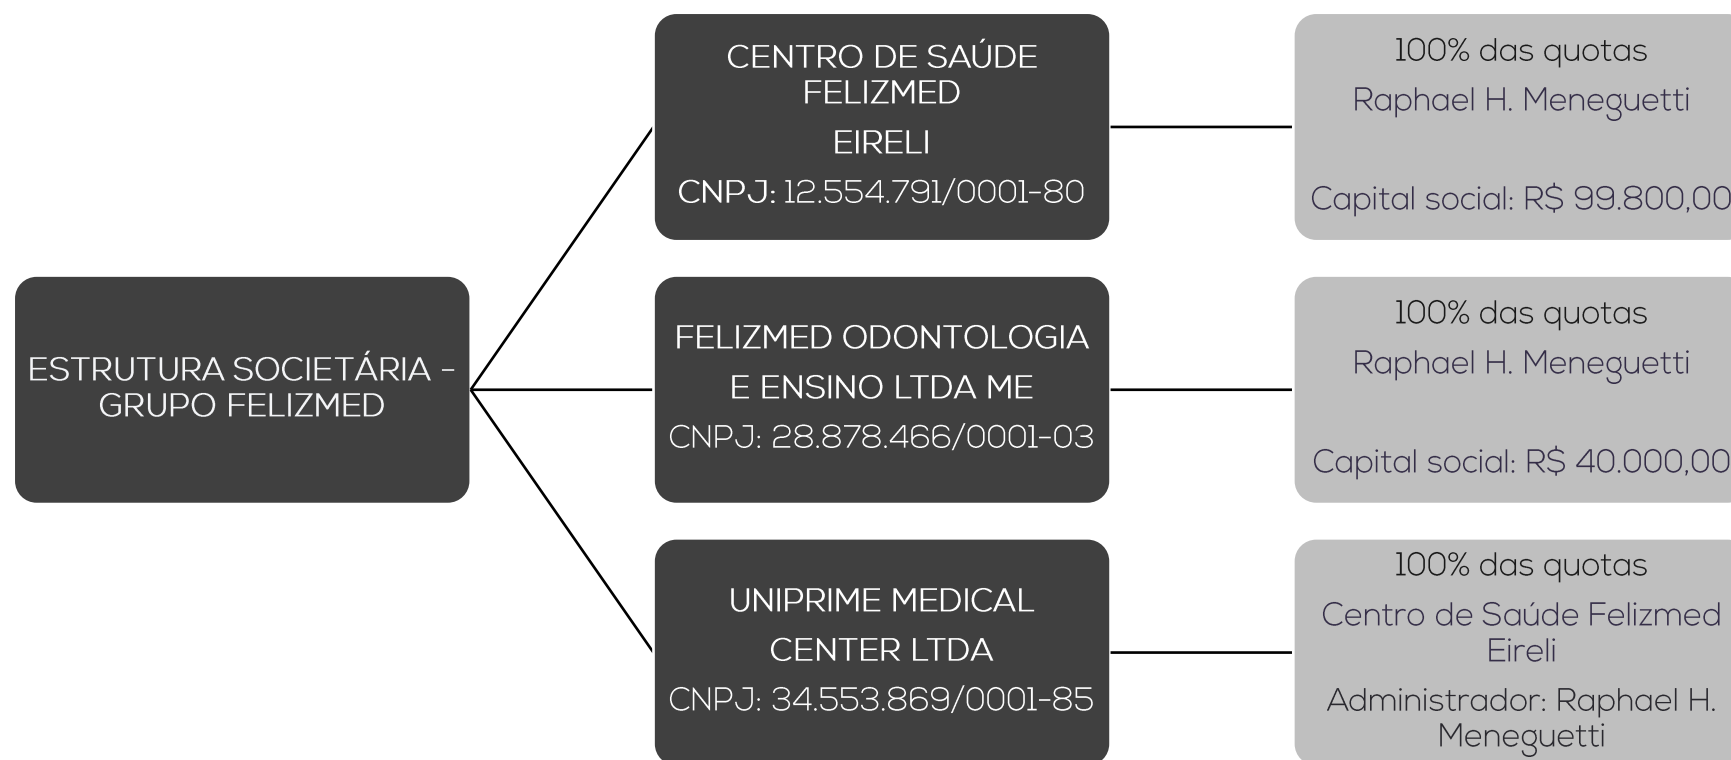 ESTRUTURA SOCIETÁRIA -
GRUPO FELIZMED
CENTRO DE SAÚDE
FELIZMED
EIRELI
CNPJ: 12.554.791/0001-80
100% das quotas
Raphael H. Meneguetti
Capital social: R$ 99.800,00
FELIZMED ODONTOLOGIA
E ENSINO LTDA ME
CNPJ: 28.878.466/0001-03
100% das quotas
Raphael H. Meneguetti
Capital social: R$ 40.000,00
UNIPRIME MEDICAL
CENTER LTDA
CNPJ: 34.553.869/0001-85
100% das quotas
Centro de Saúde Felizmed
Eireli
Administrador: Raphael H.
Meneguetti